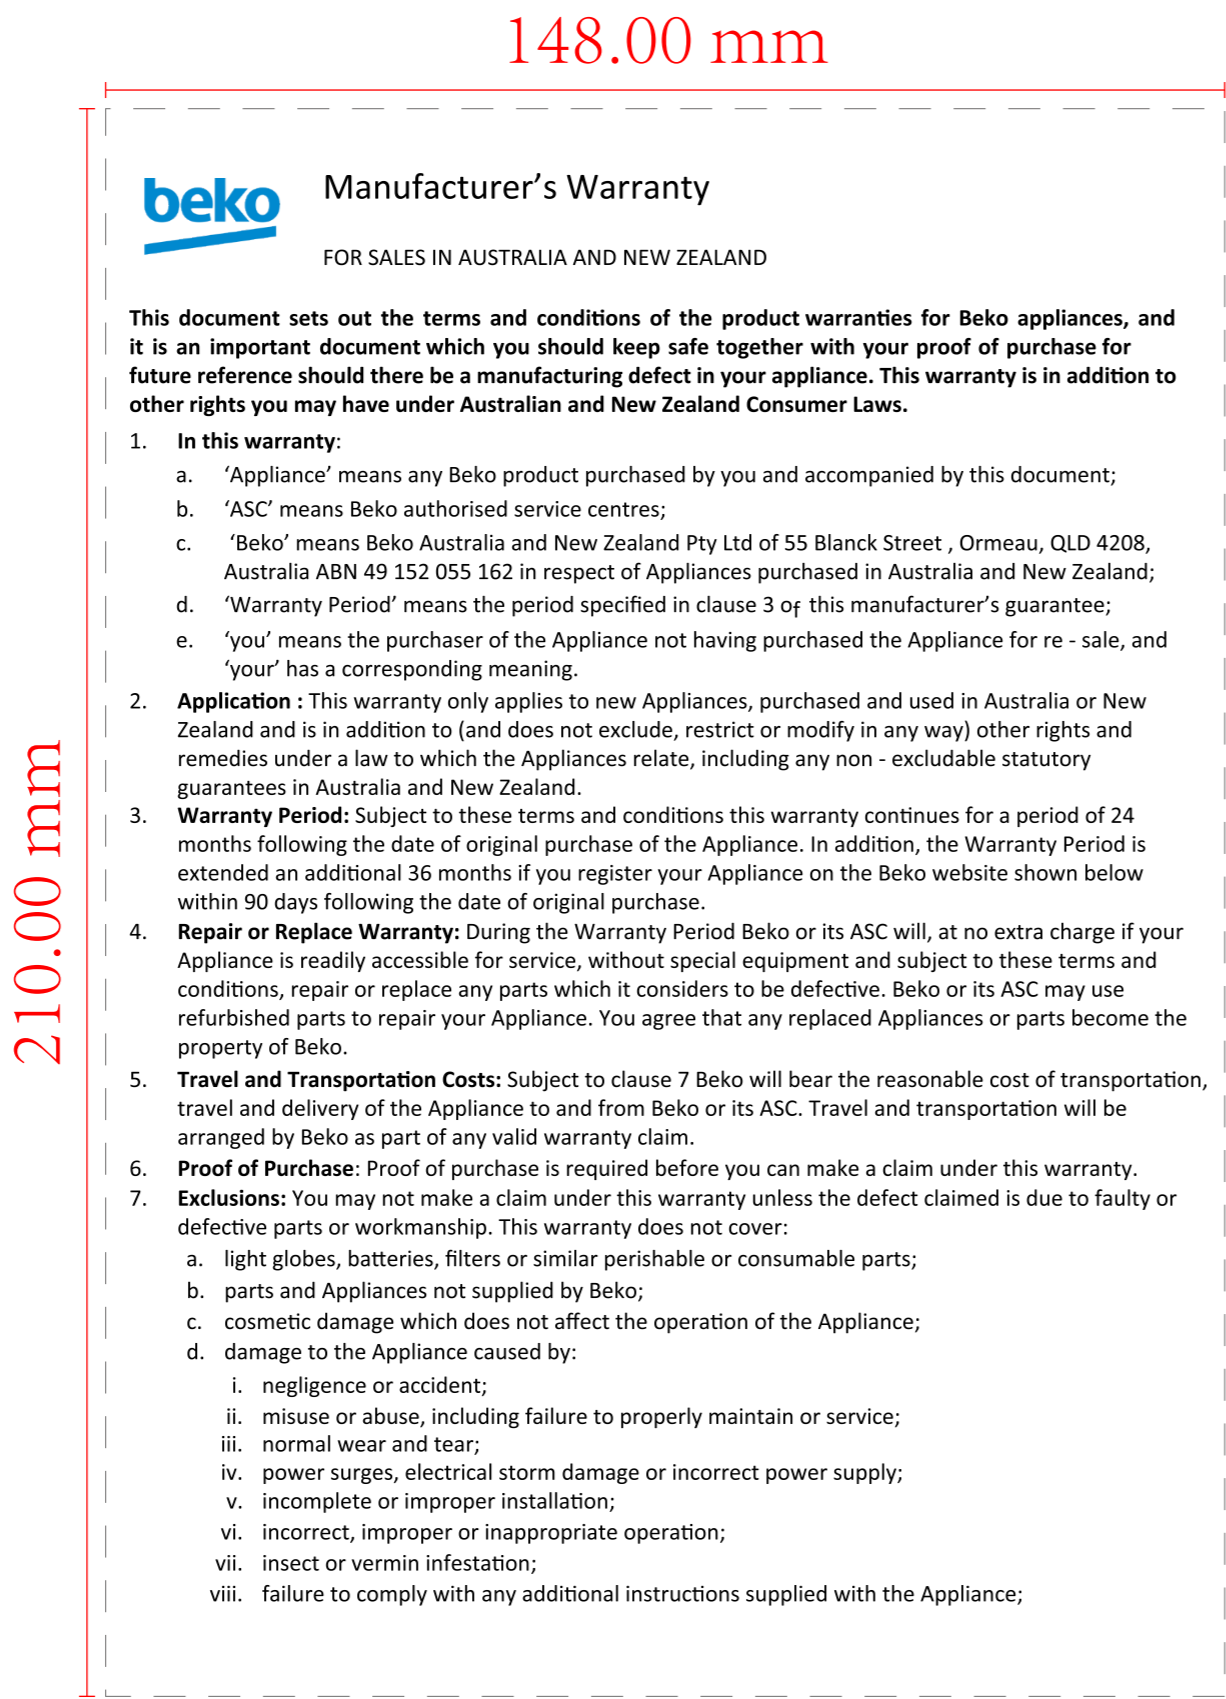 148.00 mm
210.00 mm
beko
Manufacturer’s Warranty
FOR SALES IN AUSTRALIA AND NEW ZEALAND
This document sets out the terms and conditions of the product warranties for Beko appliances, and
it is an important document which you should keep safe together with your proof of purchase for
future reference should there be a manufacturing defect in your appliance. This warranty is in addition to
other rights you may have under Australian and New Zealand Consumer Laws.
1. In this warranty:
a. ‘Appliance’ means any Beko product purchased by you and accompanied by this document;
b. ‘ASC’ means Beko authorised service centres;
c. ‘Beko’ means Beko Australia and New Zealand Pty Ltd of 55 Blanck Street , Ormeau, QLD 4208,
Australia ABN 49 152 055 162 in respect of Appliances purchased in Australia and New Zealand;
d. ‘Warranty Period’ means the period specified in clause 3 of this manufacturer’s guarantee;
e. ‘you’ means the purchaser of the Appliance not having purchased the Appliance for re - sale, and
‘your’ has a corresponding meaning.
2. Application : This warranty only applies to new Appliances, purchased and used in Australia or New
Zealand and is in addition to (and does not exclude, restrict or modify in any way) other rights and
remedies under a law to which the Appliances relate, including any non - excludable statutory
guarantees in Australia and New Zealand.
3. Warranty Period: Subject to these terms and conditions this warranty continues for a period of 24
months following the date of original purchase of the Appliance. In addition, the Warranty Period is
extended an additional 36 months if you register your Appliance on the Beko website shown below
within 90 days following the date of original purchase.
4. Repair or Replace Warranty: During the Warranty Period Beko or its ASC will, at no extra charge if your
Appliance is readily accessible for service, without special equipment and subject to these terms and
conditions, repair or replace any parts which it considers to be defective. Beko or its ASC may use
refurbished parts to repair your Appliance. You agree that any replaced Appliances or parts become the
property of Beko.
5. Travel and Transportation Costs: Subject to clause 7 Beko will bear the reasonable cost of transportation,
travel and delivery of the Appliance to and from Beko or its ASC. Travel and transportation will be
arranged by Beko as part of any valid warranty claim.
6. Proof of Purchase: Proof of purchase is required before you can make a claim under this warranty.
7. Exclusions: You may not make a claim under this warranty unless the defect claimed is due to faulty or
defective parts or workmanship. This warranty does not cover:
a. light globes, batteries, filters or similar perishable or consumable parts;
b. parts and Appliances not supplied by Beko;
c. cosmetic damage which does not affect the operation of the Appliance;
d. damage to the Appliance caused by:
i. negligence or accident;
ii. misuse or abuse, including failure to properly maintain or service;
iii. normal wear and tear;
iv. power surges, electrical storm damage or incorrect power supply;
v. incomplete or improper installation;
vi. incorrect, improper or inappropriate operation;
vii. insect or vermin infestation;
viii. failure to comply with any additional instructions supplied with the Appliance;